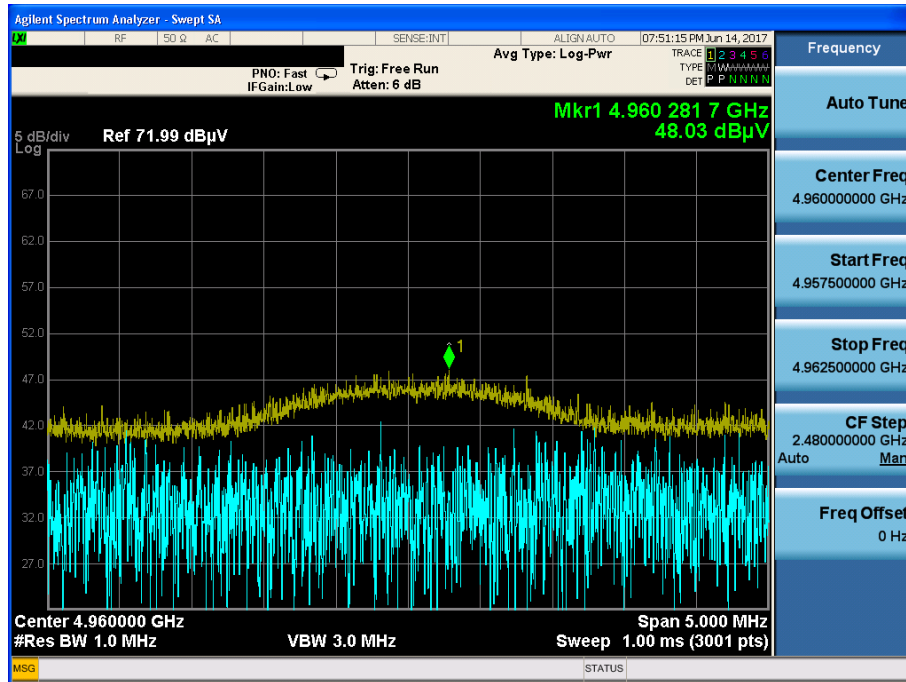 Agilent Spectrum Analyzer - Swept SA
LXI RF 50 Ω AC SENSE:INT ALIGN AUTO 07:51:15 PM Jun 14, 2017
PNO: Fast Trig: Free Run Avg Type: Log-Pwr TRACE 1 2 3 4 5 6
IFGain:Low Atten: 6 dB TYPE M W
DET P P N N N N
Mkr1 4.960 281 7 GHz
48.03 dBµV
5 dB/div Ref 71.99 dBµV
Log
67.0
62.0
57.0
52.0
1
47.0
42.0
37.0
32.0
27.0
Center 4.960000 GHz Span 5.000 MHz
#Res BW 1.0 MHz VBW 3.0 MHz Sweep 1.00 ms (3001 pts)
MSG STATUS
Frequency
Auto Tune
Center Freq
4.960000000 GHz
Start Freq
4.957500000 GHz
Stop Freq
4.962500000 GHz
CF Step
2.480000000 GHz
Auto Man
Freq Offset
0 Hz